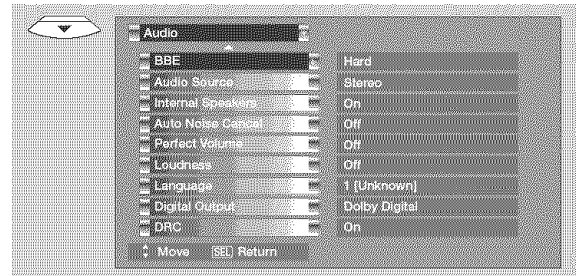 Audio
BBE Hard
Audio Source Stereo
Internal Speakers On
Auto Noise Cancel Off
Perfect Volume Off
Loudness Off
Language 1 [Unknown]
Digital Output Dolby Digital
DRC On
Move SEL Return